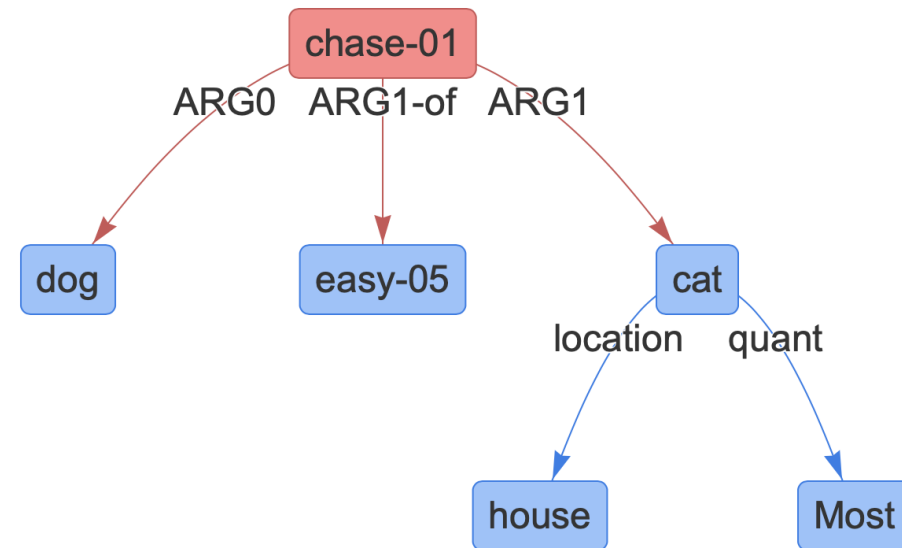 chase-01
ARG0 ARG1-of ARG1
dog easy-05 cat
location quant
house Most